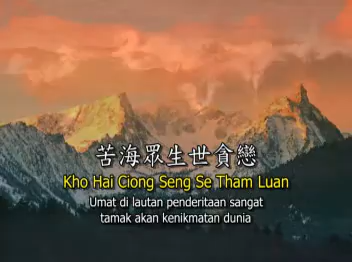 苦海眾生世貪戀
Kho Hai Ciong Seng Se Tham Luan
Umat di lautan penderitaan sangat
tamak akan kenikmatan dunia